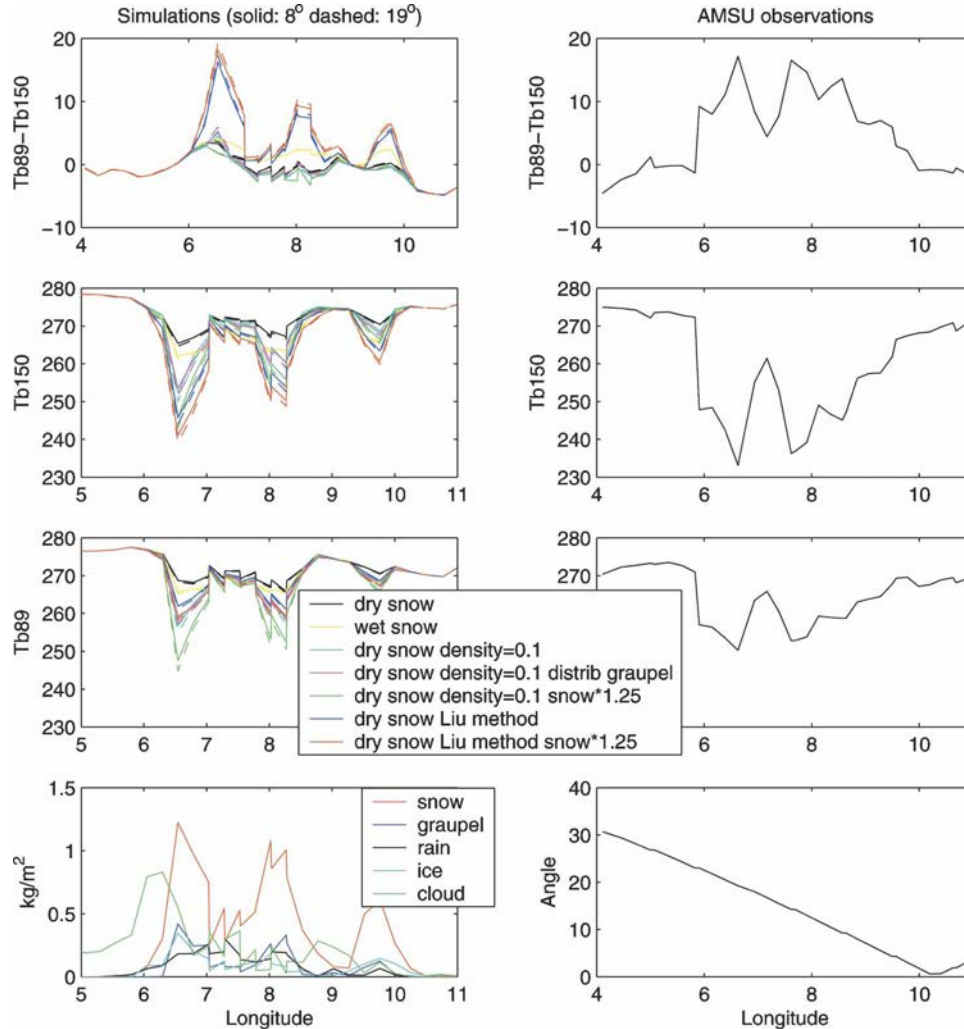 Simulations (solid: 8° dashed: 19°)
AMSU observations
Tb89−Tb150
20
10
0
−10
4 6 8 10
Tb89−Tb150
20
10
0
−10
4 6 8 10
Tb150
280
270
260
250
240
230
5 6 7 8 9 10 11
Tb150
280
270
260
250
240
230
4 6 8 10
Tb89
280
270
260
250
240
230
5 6 7 8 9 10 11
dry snow
wet snow
dry snow density=0.1
dry snow density=0.1 distrib graupel
dry snow density=0.1 snow*1.25
dry snow Liu method
dry snow Liu method snow*1.25
280
270
6 8 10
kg/m²
1.5
1
0.5
0
5 6 7 8 9 10 11
Longitude
snow
graupel
rain
ice
cloud
Angle
40
30
20
10
0
4 6 8 10
Longitude